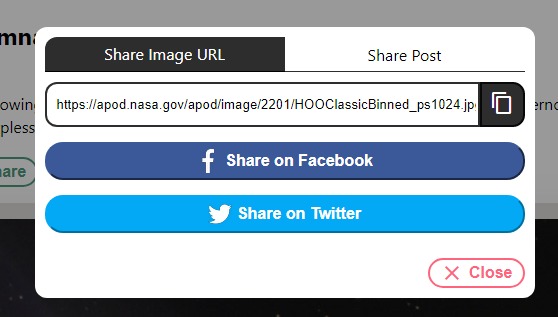 mna
Share Image URL
Share Post
https://apod.nasa.gov/apod/image/2201/HOOClassicBinned_ps1024.jp
owin
erno
pless
Share on Facebook
hare
Share on Twitter
Close